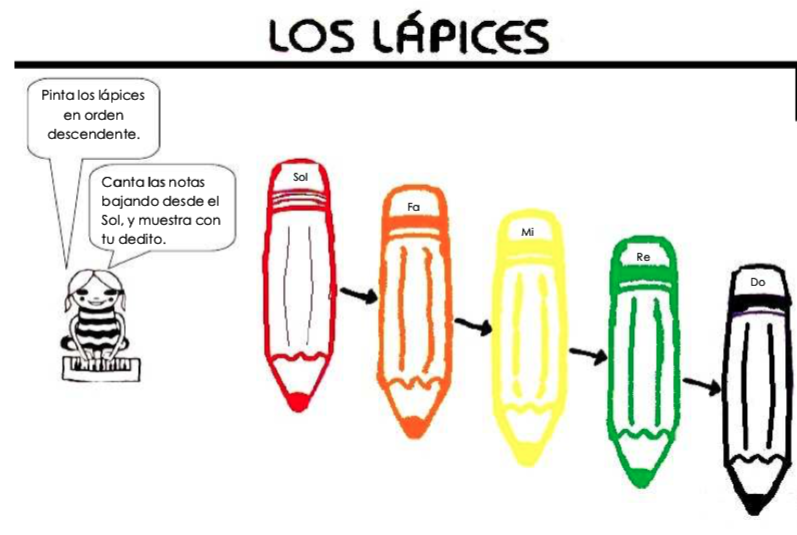 LOS LÁPICES
Pinta los lápices
en orden
descendente.
Canta las notas
bajando desde el
Sol, y muestra con
tu dedito.
Sol
Fa
Mi
Re
Do